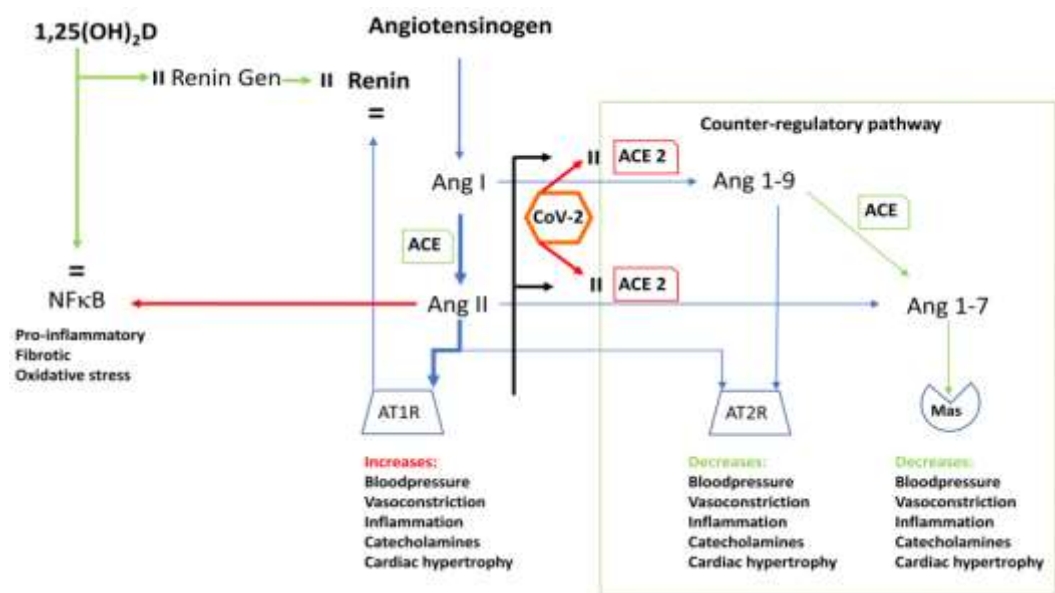 1,25(OH)₂D
Angiotensinogen
II Renin Gen
II Renin
=
Counter-regulatory pathway
II
ACE 2
Ang I
Ang 1-9
CoV-2
ACE
ACE
=
II
ACE 2
NFκB
Ang II
Ang 1-7
Pro-inflammatory
Fibrotic
Oxidative stress
AT1R
AT2R
Mas
Increases:
Bloodpressure
Vasoconstriction
Inflammation
Catecholamines
Cardiac hypertrophy
Decreases:
Bloodpressure
Vasoconstriction
Inflammation
Catecholamines
Cardiac hypertrophy
Decreases:
Bloodpressure
Vasoconstriction
Inflammation
Catecholamines
Cardiac hypertrophy